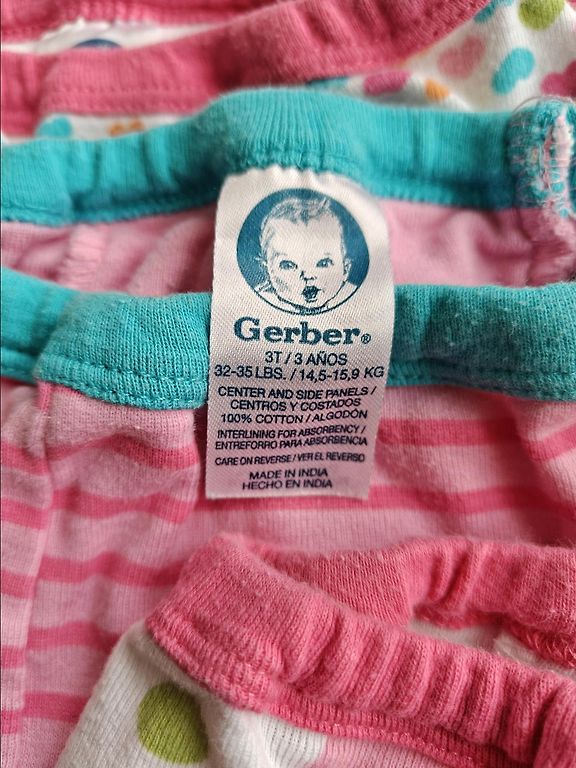 Gerber®
3T / 3 AÑOS
32-35 LBS. / 14,5-15,9 KG
CENTER AND SIDE PANELS /
CENTROS Y COSTADOS
100% COTTON / ALGODÓN
INTERLINING FOR ABSORBENCY /
ENTREFORRO PARA ABSORBENCIA
CARE ON REVERSE / VER EL REVERSO
MADE IN INDIA
HECHO EN INDIA